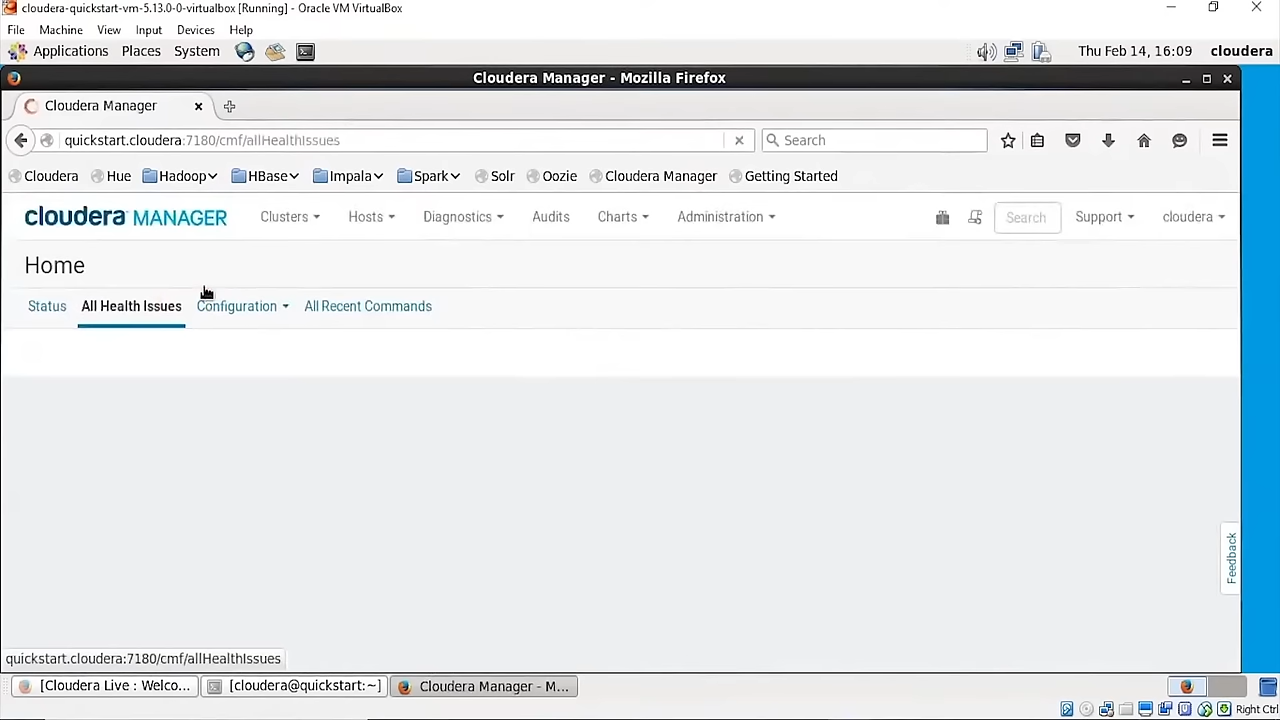 cloudera-quickstart-vm-5.13.0-0-virtualbox [Running] - Oracle VM VirtualBox
File Machine View Input Devices Help
Applications Places System Thu Feb 14, 16:09 cloudera
Cloudera Manager - Mozilla Firefox
Cloudera Manager
quickstart.cloudera:7180/cmf/allHealthIssues Search
Cloudera Hue Hadoop HBase Impala Spark Solr Oozie Cloudera Manager Getting Started
cloudera MANAGER Clusters Hosts Diagnostics Audits Charts Administration Search Support cloudera
Home
Status All Health Issues Configuration All Recent Commands
Feedback
quickstart.cloudera:7180/cmf/allHealthIssues
[Cloudera Live : Welco... [cloudera@quickstart:~] Cloudera Manager - M...
Right Ctrl